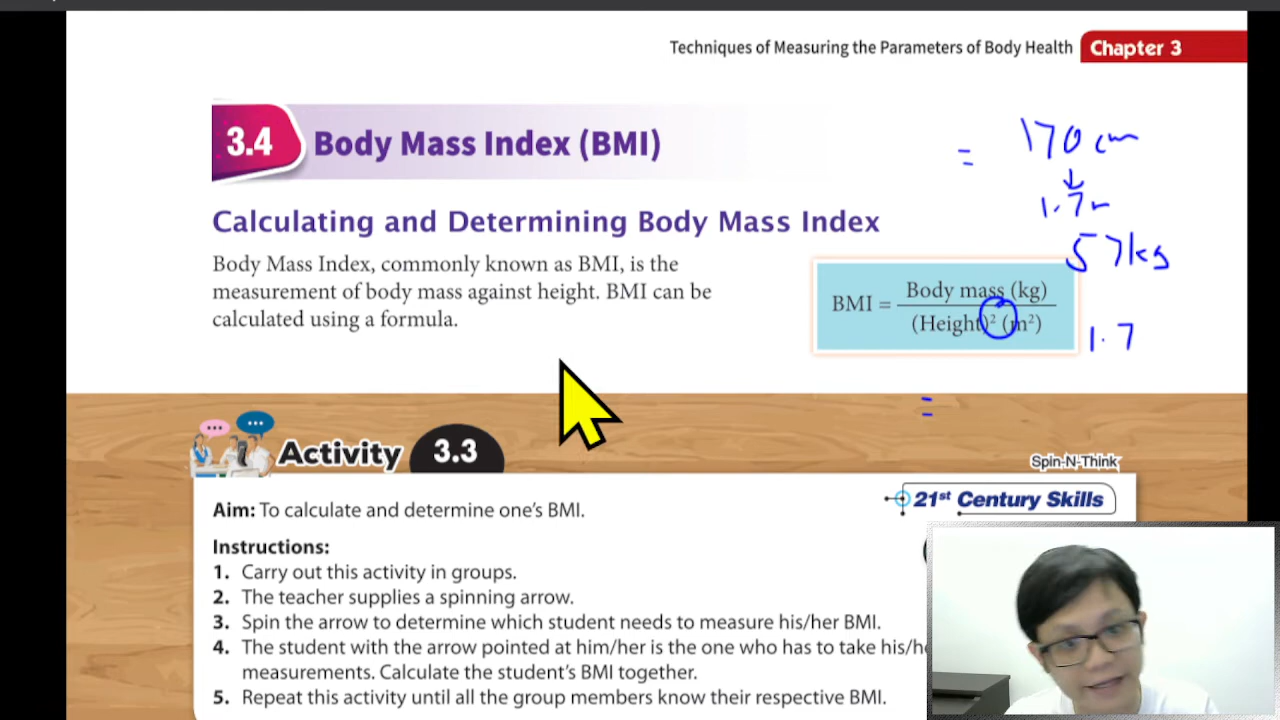 Techniques of Measuring the Parameters of Body Health Chapter 3
3.4 Body Mass Index (BMI)
= 170 cm
↓
1.7m
57kg
Calculating and Determining Body Mass Index
Body Mass Index, commonly known as BMI, is the
measurement of body mass against height. BMI can be
calculated using a formula.
BMI = Body mass (kg)
(Height)² (m²)
1.7
=
Activity 3.3
Spin-N-Think
21st Century Skills
Aim: To calculate and determine one's BMI.
Instructions:
1. Carry out this activity in groups.
2. The teacher supplies a spinning arrow.
3. Spin the arrow to determine which student needs to measure his/her BMI.
4. The student with the arrow pointed at him/her is the one who has to take his/h
measurements. Calculate the student's BMI together.
5. Repeat this activity until all the group members know their respective BMI.